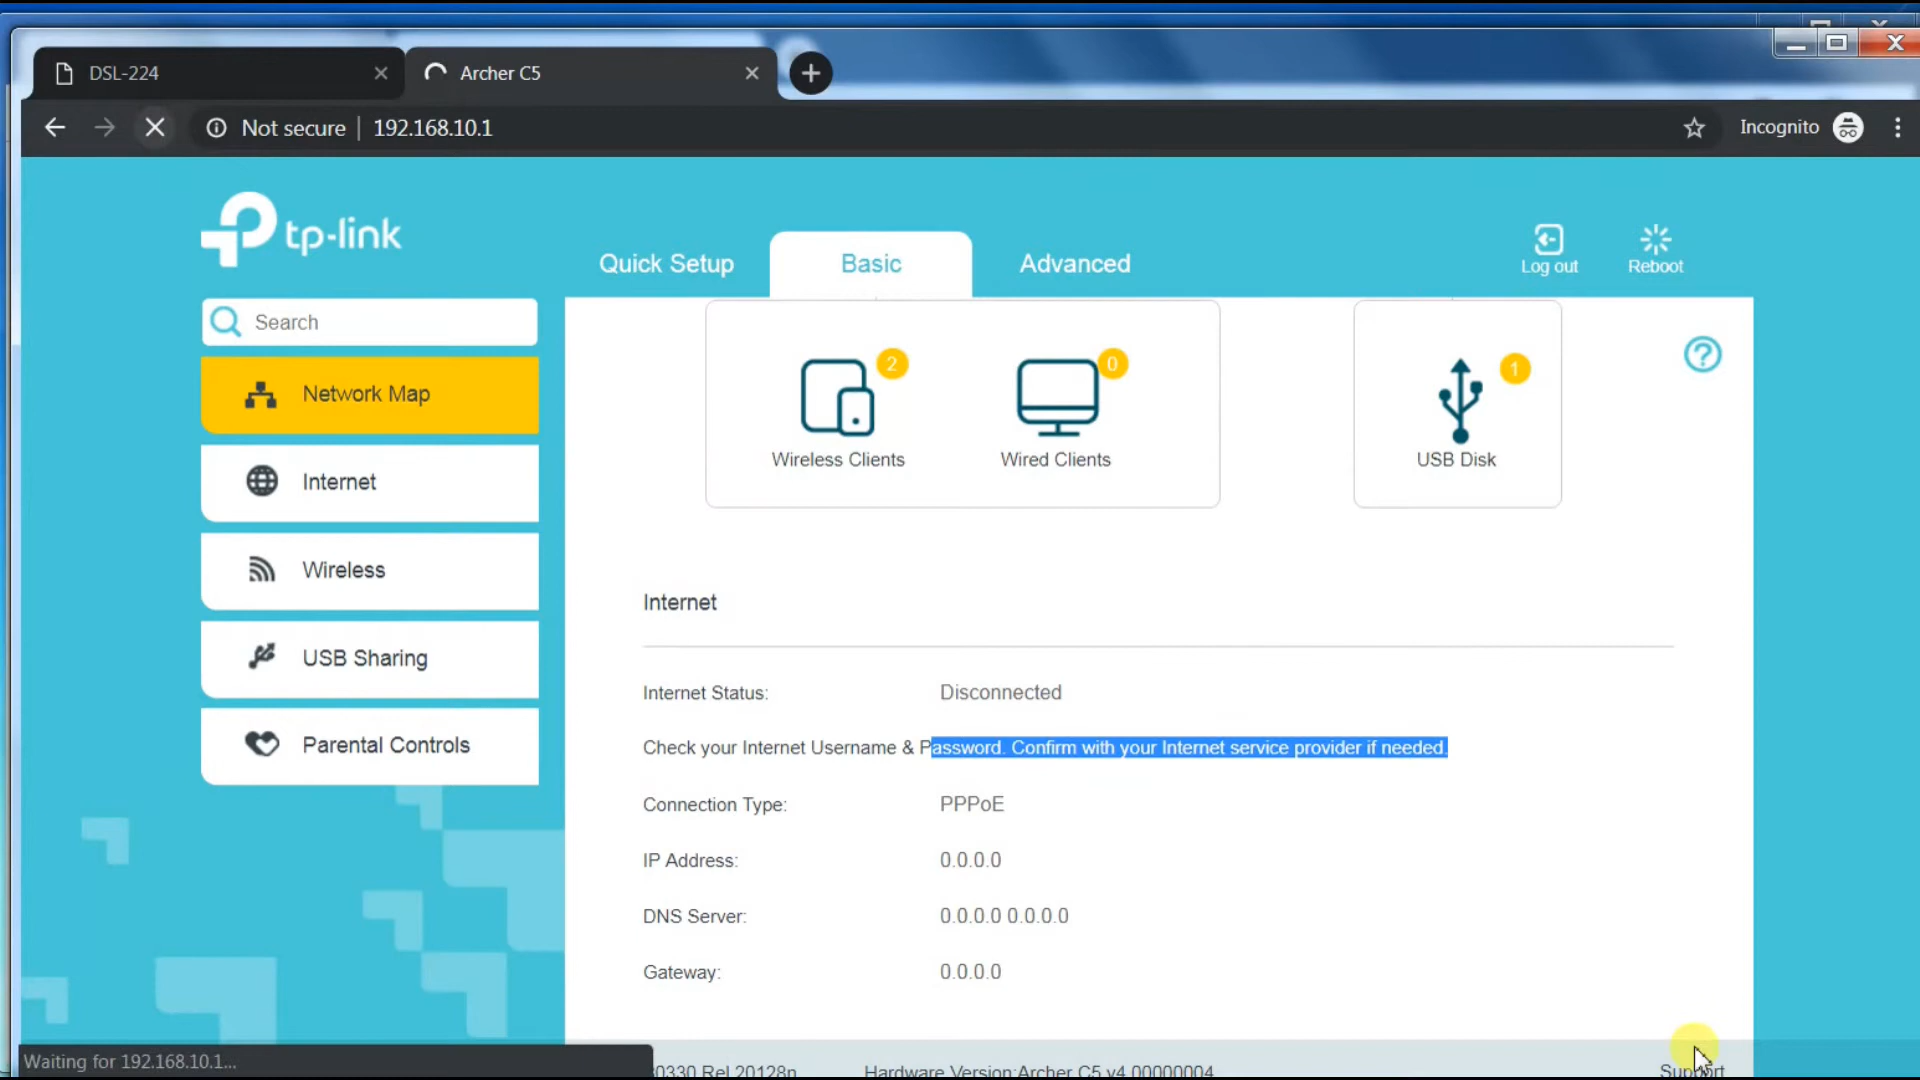 DSL-224
Archer C5
Not secure
192.168.10.1
Incognito
tp-link
Quick Setup
Basic
Advanced
Log out
Reboot
Search
Network Map
Internet
Wireless
USB Sharing
Parental Controls
2
0
1
Wireless Clients
Wired Clients
USB Disk
Internet
Internet Status: Disconnected
Check your Internet Username & Password. Confirm with your Internet service provider if needed.
Connection Type: PPPoE
IP Address: 0.0.0.0
DNS Server: 0.0.0.0 0.0.0.0
Gateway: 0.0.0.0
Waiting for 192.168.10.1...
0330 Rel.20128n
Hardware Version:Archer C5 v4 00000004
Support